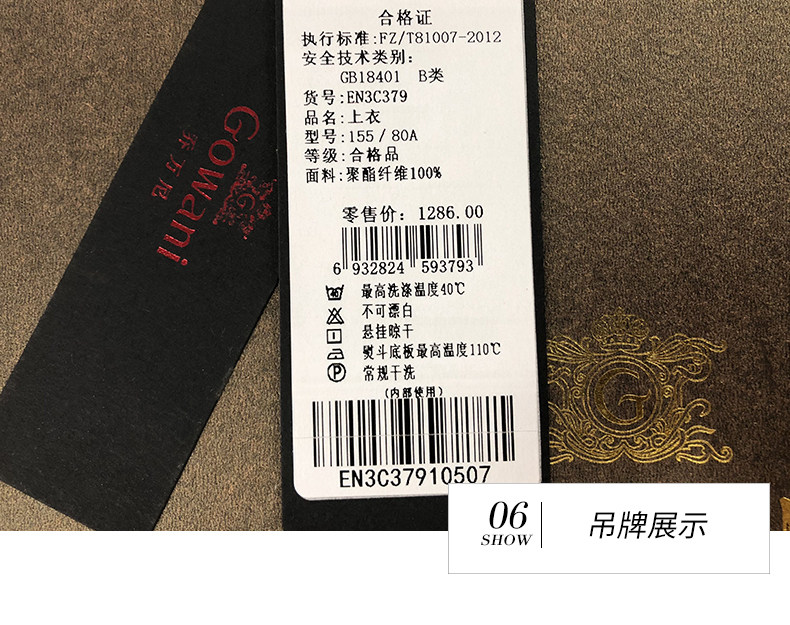 合格证
执行标准:FZ/T81007-2012
安全技术类别:
GB18401 B类
货号:EN3C379
品名:上衣
型号:155/80A
等级:合格品
面料:聚酯纤维100%
零售价: 1286.00
6 932824 593793
最高洗涤温度40℃
不可漂白
悬挂晾干
熨斗底板最高温度110℃
P 常规干洗
(内部使用)
EN3C37910507
Gowani
乔万尼
G
G
06
SHOW
吊牌展示